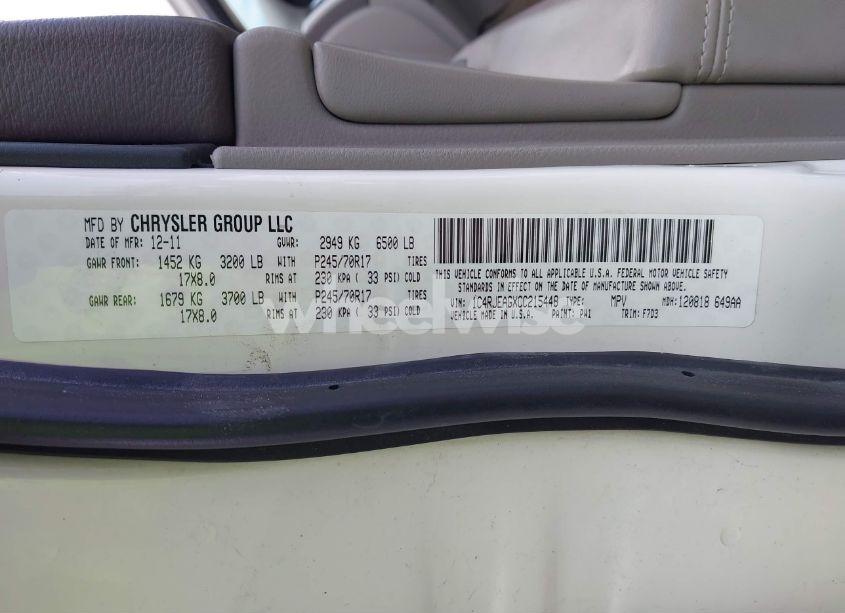 MFD BY CHRYSLER GROUP LLC
DATE OF MFR: 12-11 GVWR: 2949 KG 6500 LB
GAWR FRONT: 1452 KG 3200 LB WITH P245/70R17 TIRES
17X8.0 RIMS AT 230 KPA ( 33 PSI) COLD
GAWR REAR: 1679 KG 3700 LB WITH P245/70R17 TIRES
17X8.0 RIMS AT 230 KPA ( 33 PSI) COLD
THIS VEHICLE CONFORMS TO ALL APPLICABLE U.S.A. FEDERAL MOTOR VEHICLE SAFETY
STANDARDS IN EFFECT ON THE DATE OF MANUFACTURE SHOWN ABOVE.
VIN: 1C4RJEAGXCC215448 TYPE: MPV MDH:120818 649AA
VEHICLE MADE IN U.S.A. PAINT: PW1 TRIM: F7D3
wheelwise